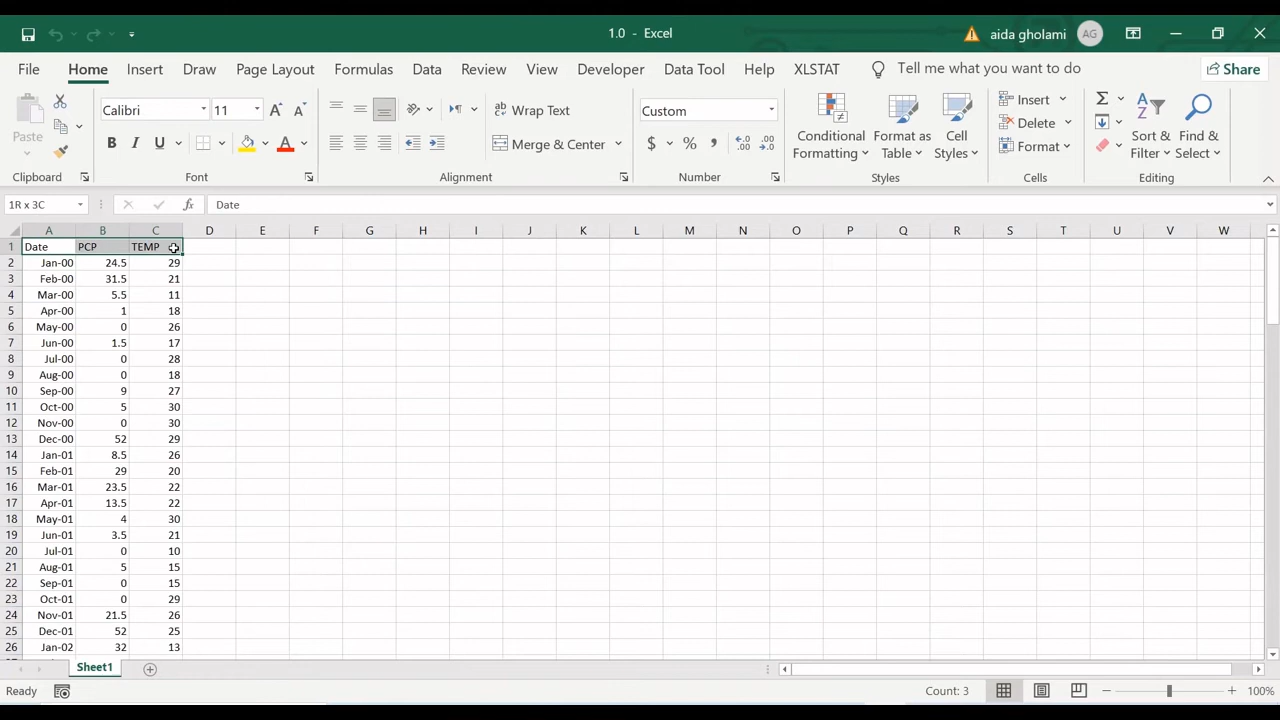 1.0 - Excel
aida gholami AG
File Home Insert Draw Page Layout Formulas Data Review View Developer Data Tool Help XLSTAT Tell me what you want to do Share
Paste
Calibri 11
B I U
Wrap Text
Merge & Center
Custom
$ % ,
Conditional Formatting
Format as Table
Cell Styles
Insert
Delete
Format
Sort & Filter
Find & Select
Clipboard Font Alignment Number Styles Cells Editing
1R x 3C fx Date
A B C D E F G H I J K L M N O P Q R S T U V W
1 Date PCP TEMP
2 Jan-00 24.5 29
3 Feb-00 31.5 21
4 Mar-00 5.5 11
5 Apr-00 1 18
6 May-00 0 26
7 Jun-00 1.5 17
8 Jul-00 0 28
9 Aug-00 0 18
10 Sep-00 9 27
11 Oct-00 5 30
12 Nov-00 0 30
13 Dec-00 52 29
14 Jan-01 8.5 26
15 Feb-01 29 20
16 Mar-01 23.5 22
17 Apr-01 13.5 22
18 May-01 4 30
19 Jun-01 3.5 21
20 Jul-01 0 10
21 Aug-01 5 15
22 Sep-01 0 15
23 Oct-01 0 29
24 Nov-01 21.5 26
25 Dec-01 52 25
26 Jan-02 32 13
Sheet1
Ready Count: 3 100%